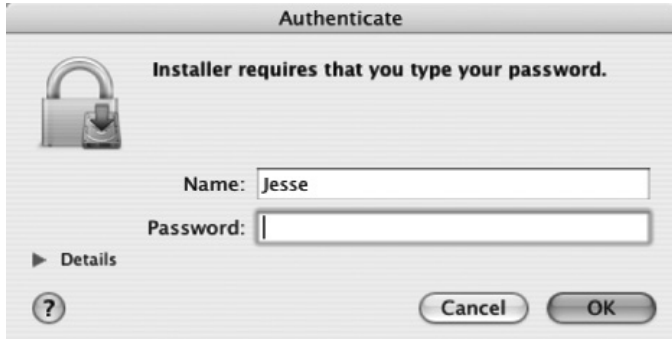 Authenticate
Installer requires that you type your password.
Name: Jesse
Password:
Details
?
Cancel
OK